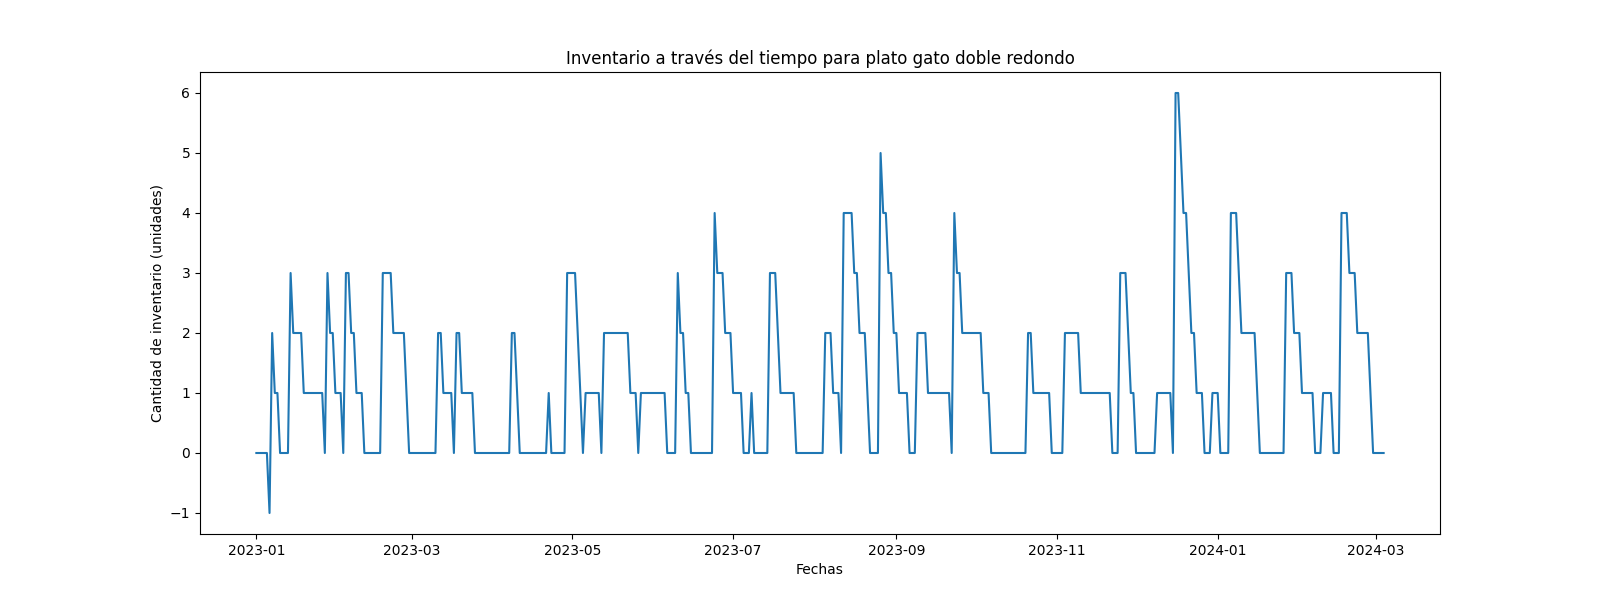 Inventario a través del tiempo para plato gato doble redondo
Cantidad de inventario (unidades)
6
5
4
3
2
1
0
−1
2023-01 2023-03 2023-05 2023-07 2023-09 2023-11 2024-01 2024-03
Fechas